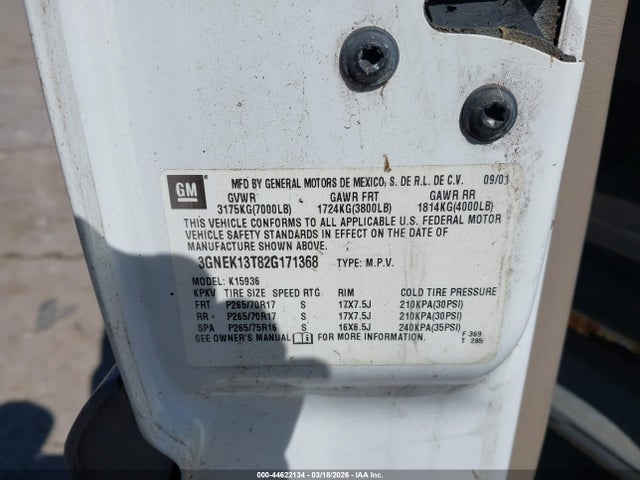 GM
MFD BY GENERAL MOTORS DE MEXICO, S. DE R.L. DE C.V. 09/01
GVWR GAWR FRT GAWR RR
3175KG(7000LB) 1724KG(3800LB) 1814KG(4000LB)
THIS VEHICLE CONFORMS TO ALL APPLICABLE U.S. FEDERAL MOTOR
VEHICLE SAFETY STANDARDS IN EFFECT ON THE DATE OF
MANUFACTURE SHOWN ABOVE.
3GNEK13T82G171368 TYPE: M.P.V.
MODEL: K15936
KPKV TIRE SIZE SPEED RTG RIM COLD TIRE PRESSURE
FRT P265/70R17 S 17X7.5J 210KPA(30PSI)
RR P265/70R17 S 17X7.5J 210KPA(30PSI)
SPA P265/75R16 S 16X6.5J 240KPA(35PSI)
SEE OWNER'S MANUAL FOR MORE INFORMATION.
F 369
T 285
000-44622134 - 03/18/2026 - IAA Corp.